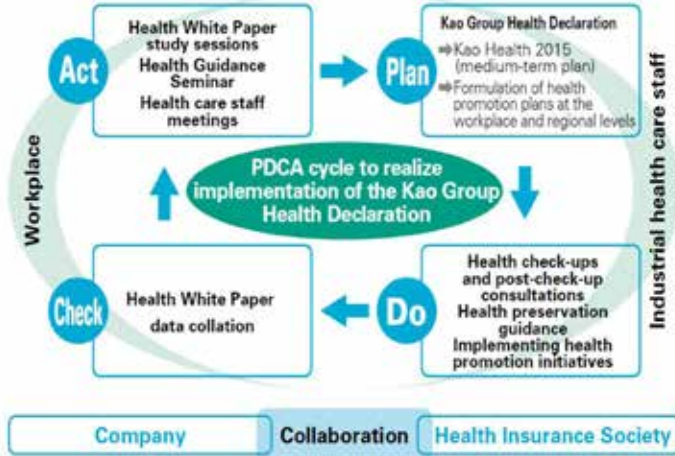 Act
Health White Paper
study sessions
Health Guidance
Seminar
Health care staff
meetings
Plan
Kao Group Health Declaration
⇒Kao Health 2015
(medium-term plan)
⇒Formulation of health
promotion plans at the
workplace and regional levels
Workplace
PDCA cycle to realize
implementation of the Kao Group
Health Declaration
Industrial health care staff
Check
Health White Paper
data collation
Do
Health check-ups
and post-check-up
consultations
Health preservation
guidance
Implementing health
promotion initiatives
Company
Collaboration
Health Insurance Society